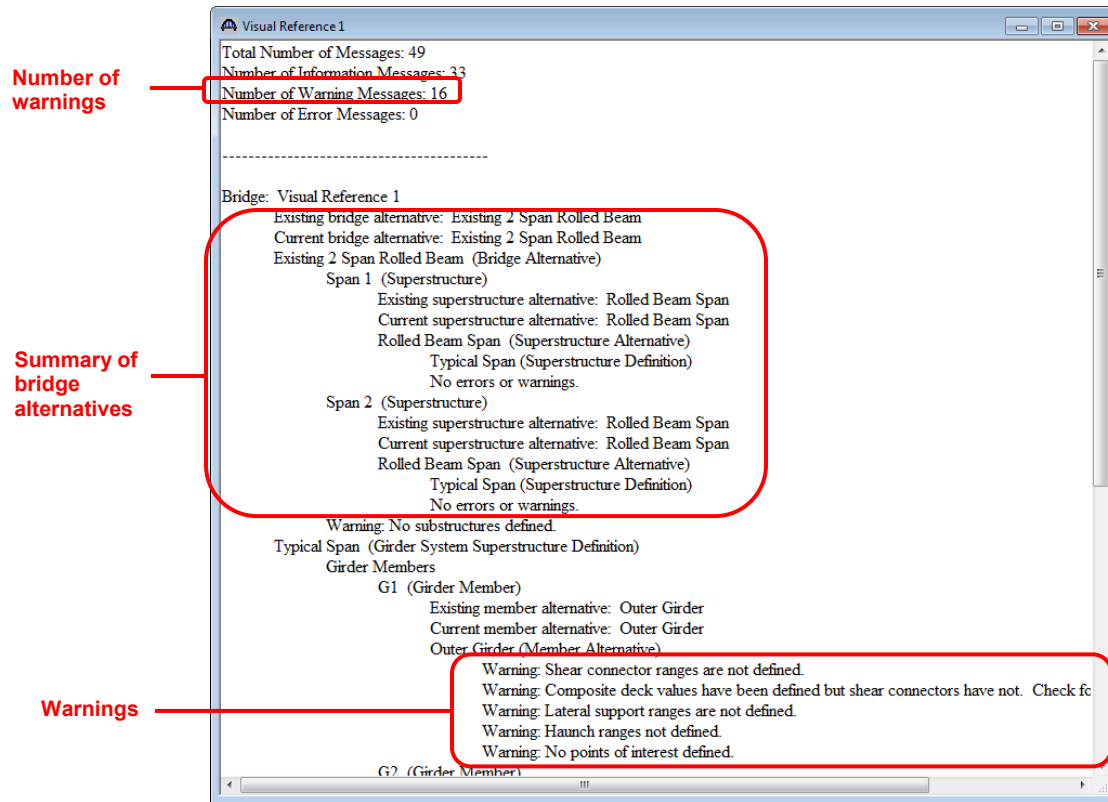 Visual Reference 1
Total Number of Messages: 49
Number of Information Messages: 33
Number of Warning Messages: 16
Number of Error Messages: 0
-----------------------------------------
Bridge: Visual Reference 1
Existing bridge alternative: Existing 2 Span Rolled Beam
Current bridge alternative: Existing 2 Span Rolled Beam
Existing 2 Span Rolled Beam (Bridge Alternative)
Span 1 (Superstructure)
Existing superstructure alternative: Rolled Beam Span
Current superstructure alternative: Rolled Beam Span
Rolled Beam Span (Superstructure Alternative)
Typical Span (Superstructure Definition)
No errors or warnings.
Span 2 (Superstructure)
Existing superstructure alternative: Rolled Beam Span
Current superstructure alternative: Rolled Beam Span
Rolled Beam Span (Superstructure Alternative)
Typical Span (Superstructure Definition)
No errors or warnings.
Warning: No substructures defined.
Typical Span (Girder System Superstructure Definition)
Girder Members
G1 (Girder Member)
Existing member alternative: Outer Girder
Current member alternative: Outer Girder
Outer Girder (Member Alternative)
Warning: Shear connector ranges are not defined.
Warning: Composite deck values have been defined but shear connectors have not. Check fc
Warning: Lateral support ranges are not defined.
Warning: Haunch ranges not defined.
Warning: No points of interest defined.
G2 (Girder Member)
Number of
warnings
Summary of
bridge
alternatives
Warnings